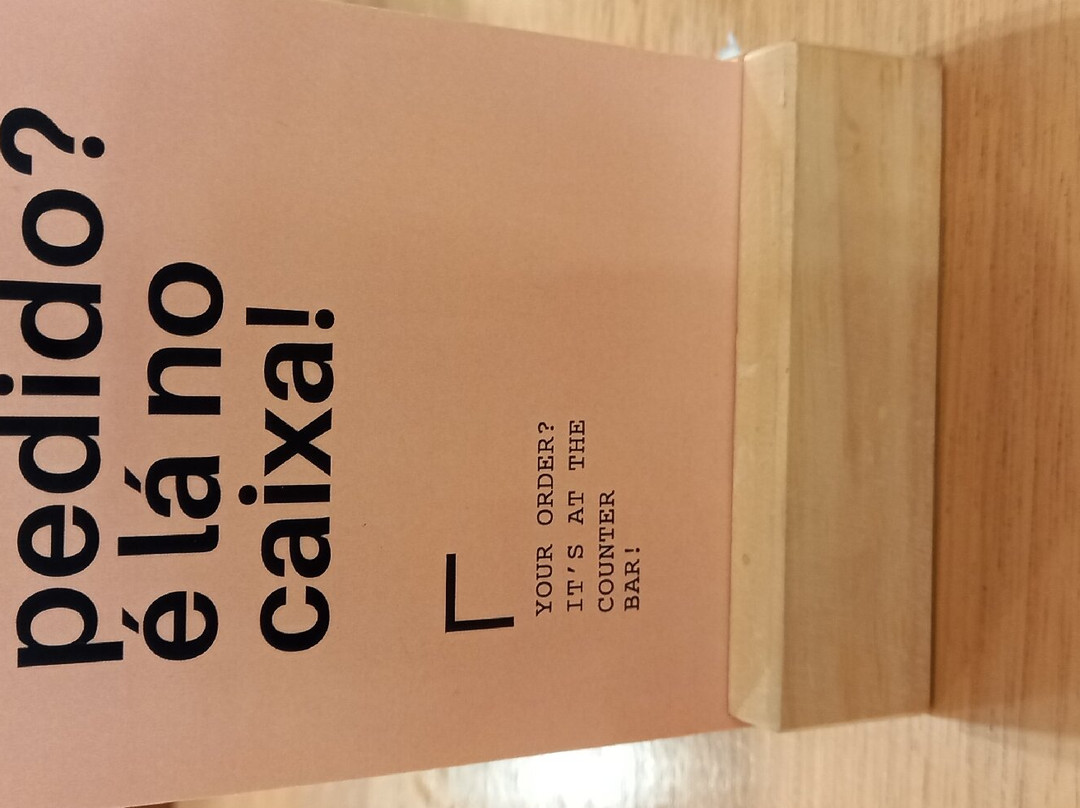 pedido?
é lá no
caixa!
YOUR ORDER?
IT'S AT THE
COUNTER
BAR!